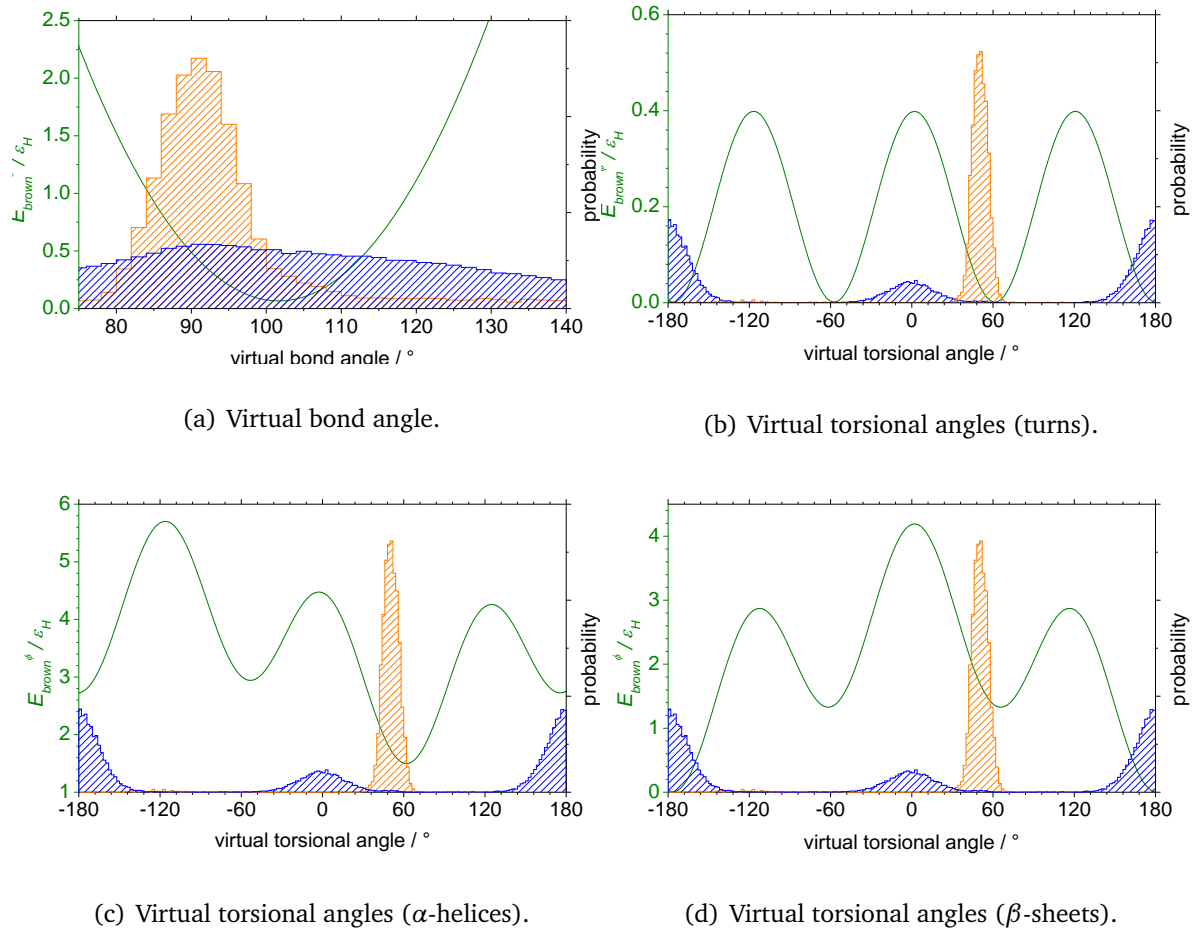 2.5
2.0
1.5
1.0
0.5
0.0
E_brown / ε_H
probability
80 90 100 110 120 130 140
virtual bond angle / °
(a) Virtual bond angle.
0.6
0.4
0.2
0.0
E_brown^ψ / ε_H
probability
-180 -120 -60 0 60 120 180
virtual torsional angle / °
(b) Virtual torsional angles (turns).
6
5
4
3
2
1
E_brown^ϕ / ε_H
probability
-180 -120 -60 0 60 120 180
virtual torsional angle / °
(c) Virtual torsional angles (α-helices).
4
3
2
1
0
E_brown^ϕ / ε_H
probability
-180 -120 -60 0 60 120 180
virtual torsional angle / °
(d) Virtual torsional angles (β-sheets).